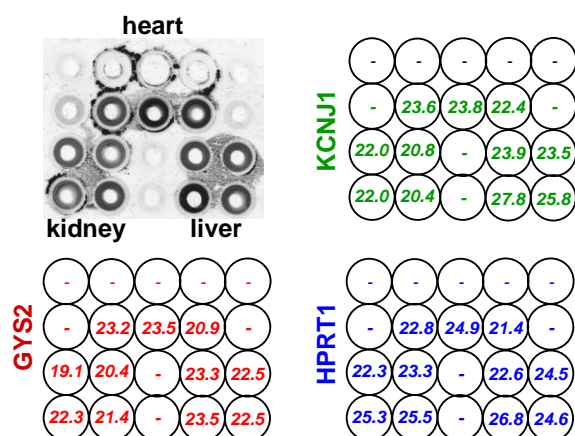 heart
kidney liver
KCNJ1
- - - - -
- 23.6 23.8 22.4 -
22.0 20.8 - 23.9 23.5
22.0 20.4 - 27.8 25.8
GYS2
- - - - -
- 23.2 23.5 20.9 -
19.1 20.4 - 23.3 22.5
22.3 21.4 - 23.5 22.5
HPRT1
- - - - -
- 22.8 24.9 21.4 -
22.3 23.3 - 22.6 24.5
25.3 25.5 - 26.8 24.6